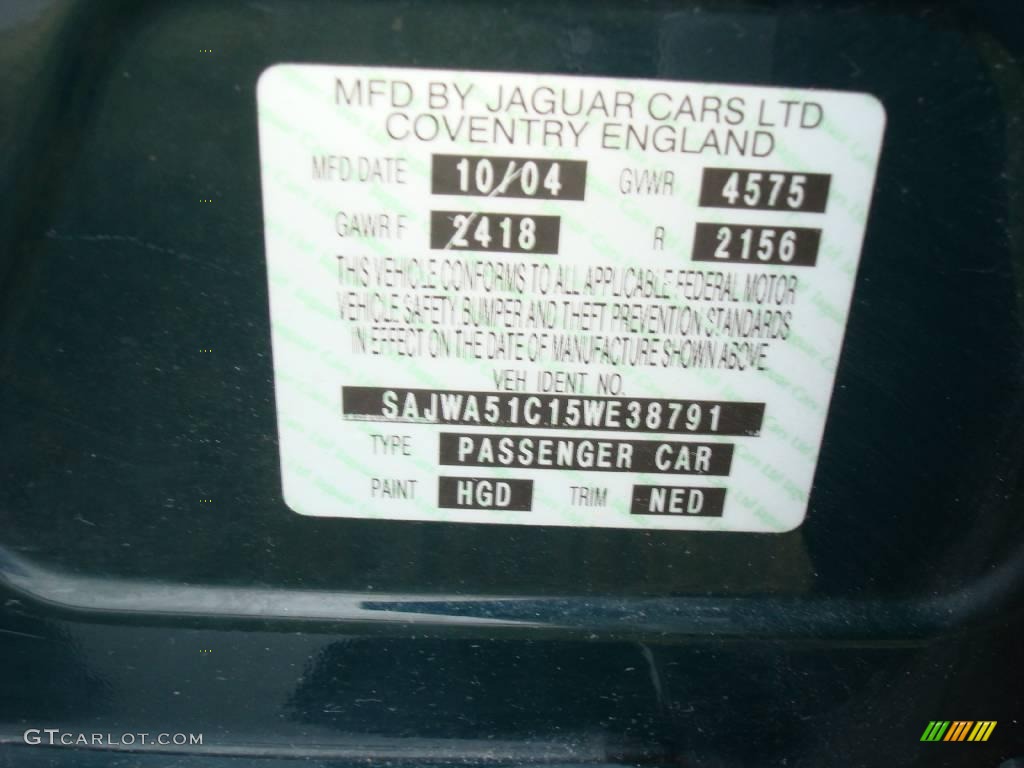 MFD BY JAGUAR CARS LTD
COVENTRY ENGLAND
MFD DATE 10/04 GVWR 4575
GAWR F 2418 R 2156
THIS VEHICLE CONFORMS TO ALL APPLICABLE FEDERAL MOTOR
VEHICLE SAFETY, BUMPER AND THEFT PREVENTION STANDARDS
IN EFFECT ON THE DATE OF MANUFACTURE SHOWN ABOVE
VEH IDENT NO.
SAJWA51C15WE38791
TYPE PASSENGER CAR
PAINT HGD TRIM NED
GTCARLOT.COM